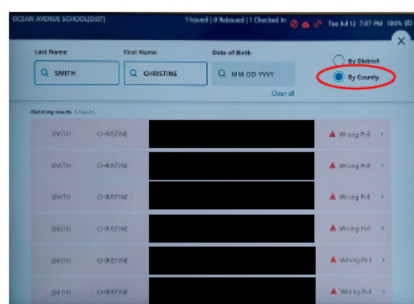 OCEAN AVENUE SCHOOL[D07] 1 Issued | 0 Reissued | 1 Checked In Tue Jul 12 7:07 PM 100%
Last Name First Name Date of Birth
SMITH CHRISTINE MM DD YYYY
By District
By County
Clear all
Matching results
SMITH CHRISTINE Wrong Poll
SMITH CHRISTINE Wrong Poll
SMITH CHRISTINE Wrong Poll
SMITH CHRISTINE Wrong Poll
SMITH CHRISTINE Wrong Poll
SMITH CHRISTINE Wrong Poll